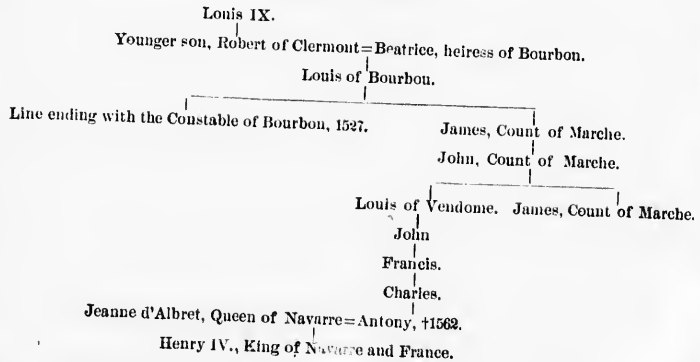 Louis IX.
Younger son, Robert of Clermont=Beatrice, heiress of Bourbon.
Louis of Bourbon.
Line ending with the Constable of Bourbon, 1527.
James, Count of Marche.
John, Count of Marche.
Louis of Vendome. James, Count of Marche.
John
Francis.
Charles.
Jeanne d'Albret, Queen of Navarre=Antony, †1562.
Henry IV., King of Navarre and France.